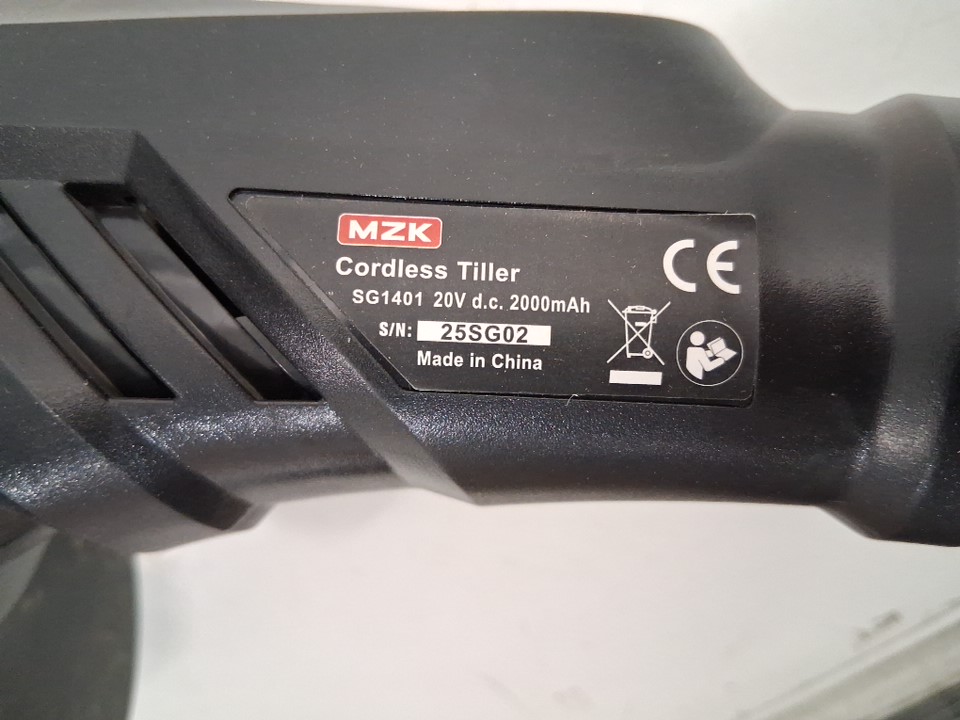 MZK
Cordless Tiller
SG1401 20V d.c. 2000mAh
S/N: 25SG02
Made in China
CE